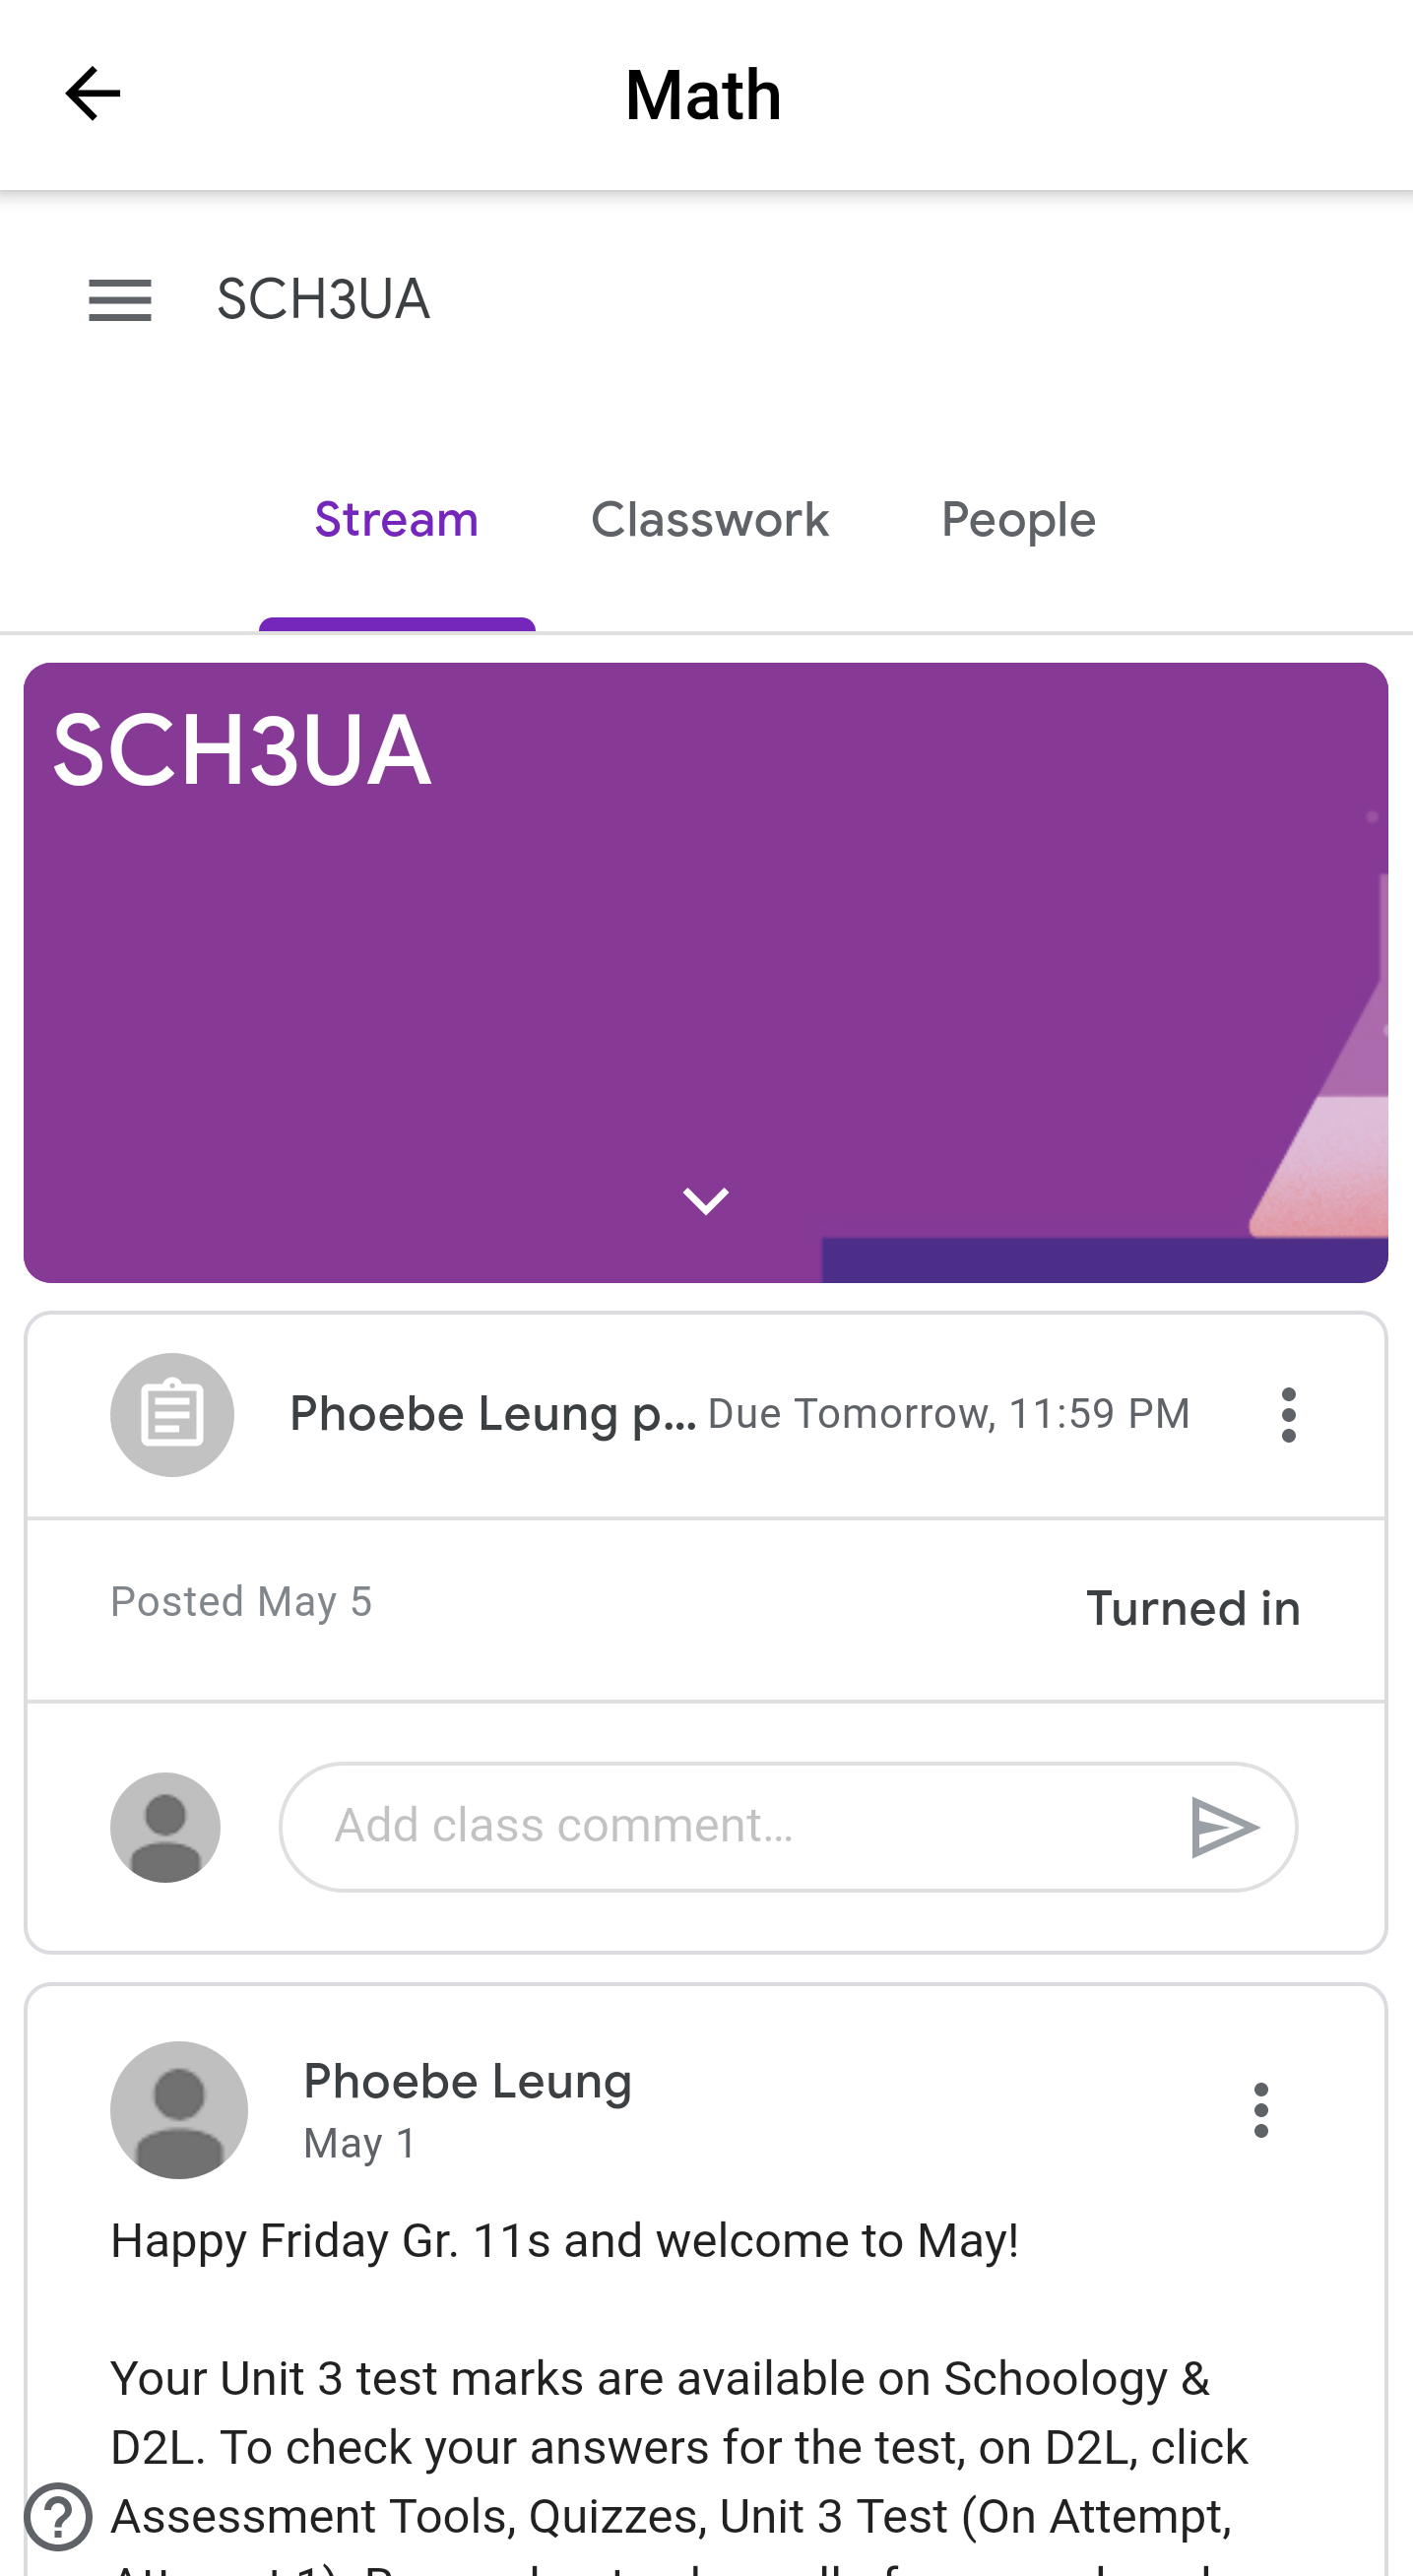 Math
SCH3UA
Stream Classwork People
SCH3UA
Phoebe Leung p... Due Tomorrow, 11:59 PM
Posted May 5
Turned in
Add class comment…
Phoebe Leung
May 1
Happy Friday Gr. 11s and welcome to May!
Your Unit 3 test marks are available on Schoology &
D2L. To check your answers for the test, on D2L, click
Assessment Tools, Quizzes, Unit 3 Test (On Attempt,